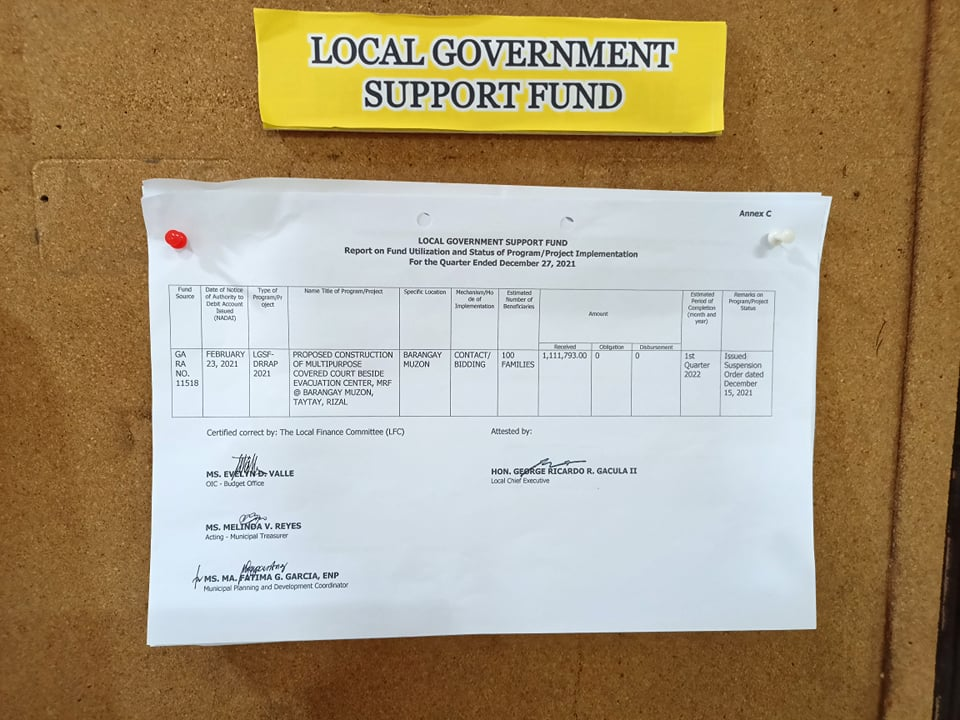 LOCAL GOVERNMENT
SUPPORT FUND
Annex C
LOCAL GOVERNMENT SUPPORT FUND
Report on Fund Utilization and Status of Program/Project Implementation
For the Quarter Ended December 27, 2021
Fund
Source
Date of Notice
of Authority to
Debit Account
Issued
(NADAI)
Type of
Program/Pr
oject
Name Title of Program/Project
Specific Location
Mechanism/Mo
de of
Implementation
Estimated
Number of
Beneficiaries
Amount
Received
Obligation
Disbursement
Estimated
Period of
Completion
(month and
year)
Remarks on
Program/Project
Status
GA
RA
NO.
11518
FEBRUARY
23, 2021
LGSF-
DRRAP
2021
PROPOSED CONSTRUCTION
OF MULTIPURPOSE
COVERED COURT BESIDE
EVACUATION CENTER, MRF
@ BARANGAY MUZON,
TAYTAY, RIZAL
BARANGAY
MUZON
CONTACT/
BIDDING
100
FAMILIES
1,111,793.00
0
0
1st
Quarter
2022
Issued
Suspension
Order dated
December
15, 2021
Certified correct by: The Local Finance Committee (LFC)
Attested by:
MS. EVELYN D. VALLE
OIC - Budget Office
HON. GEORGE RICARDO R. GACULA II
Local Chief Executive
MS. MELINDA V. REYES
Acting - Municipal Treasurer
MS. MA. FATIMA G. GARCIA, ENP
Municipal Planning and Development Coordinator